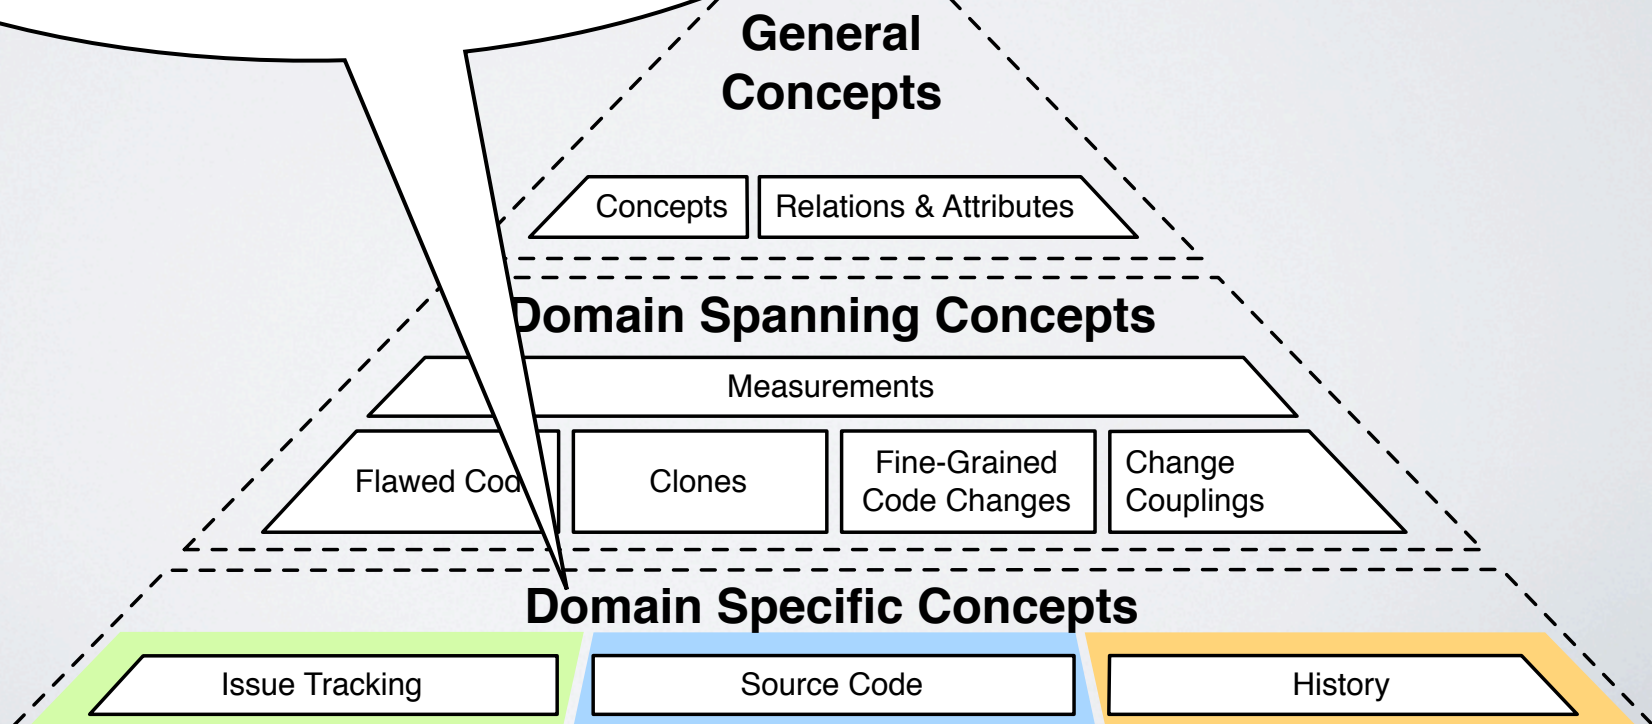 General
Concepts
Concepts
Relations & Attributes
Domain Spanning Concepts
Measurements
Flawed Cod
Clones
Fine-Grained
Code Changes
Change
Couplings
Domain Specific Concepts
Issue Tracking
Source Code
History